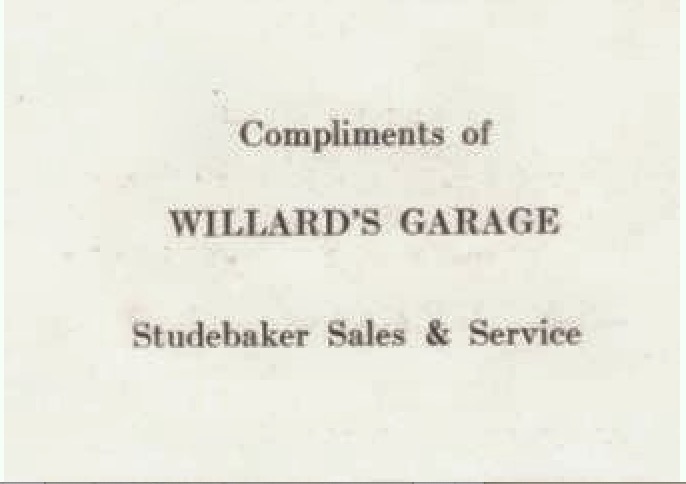 Compliments of
WILLARD'S GARAGE
Studebaker Sales & Service